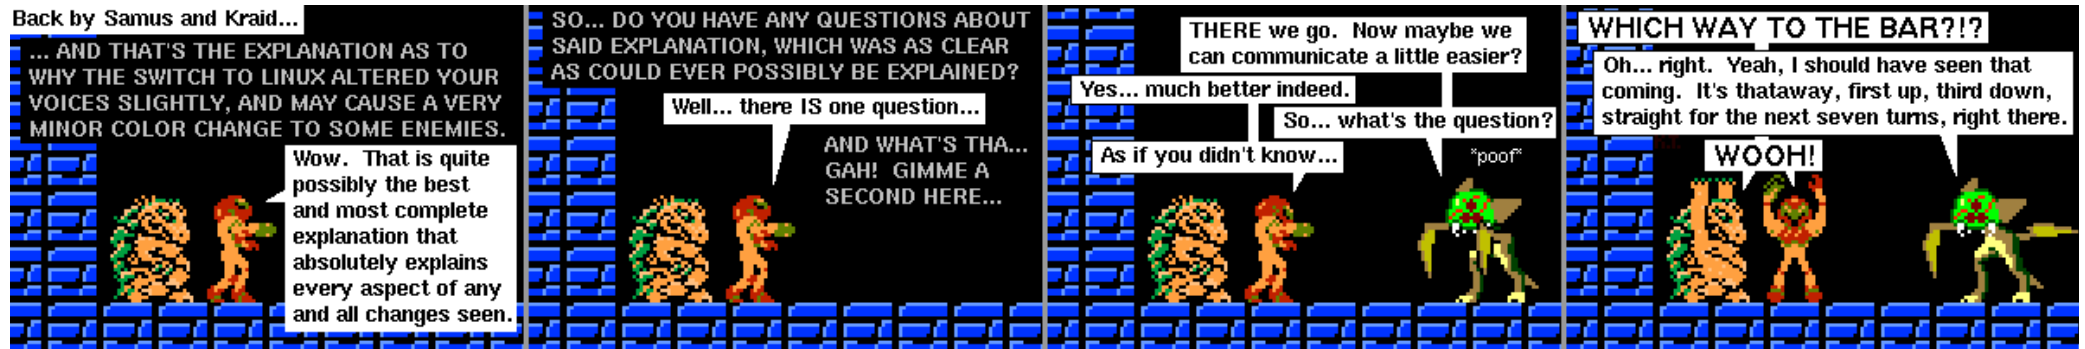 Back by Samus and Kraid...
... AND THAT'S THE EXPLANATION AS TO
WHY THE SWITCH TO LINUX ALTERED YOUR
VOICES SLIGHTLY, AND MAY CAUSE A VERY
MINOR COLOR CHANGE TO SOME ENEMIES.
Wow. That is quite
possibly the best
and most complete
explanation that
absolutely explains
every aspect of any
and all changes seen.
SO... DO YOU HAVE ANY QUESTIONS ABOUT
SAID EXPLANATION, WHICH WAS AS CLEAR
AS COULD EVER POSSIBLY BE EXPLAINED?
Well... there IS one question...
AND WHAT'S THA...
GAH! GIMME A
SECOND HERE...
THERE we go. Now maybe we
can communicate a little easier?
Yes... much better indeed.
So... what's the question?
As if you didn't know...
*poof*
WHICH WAY TO THE BAR?!?
Oh... right. Yeah, I should have seen that
coming. It's thataway, first up, third down,
straight for the next seven turns, right there.
WOOH!